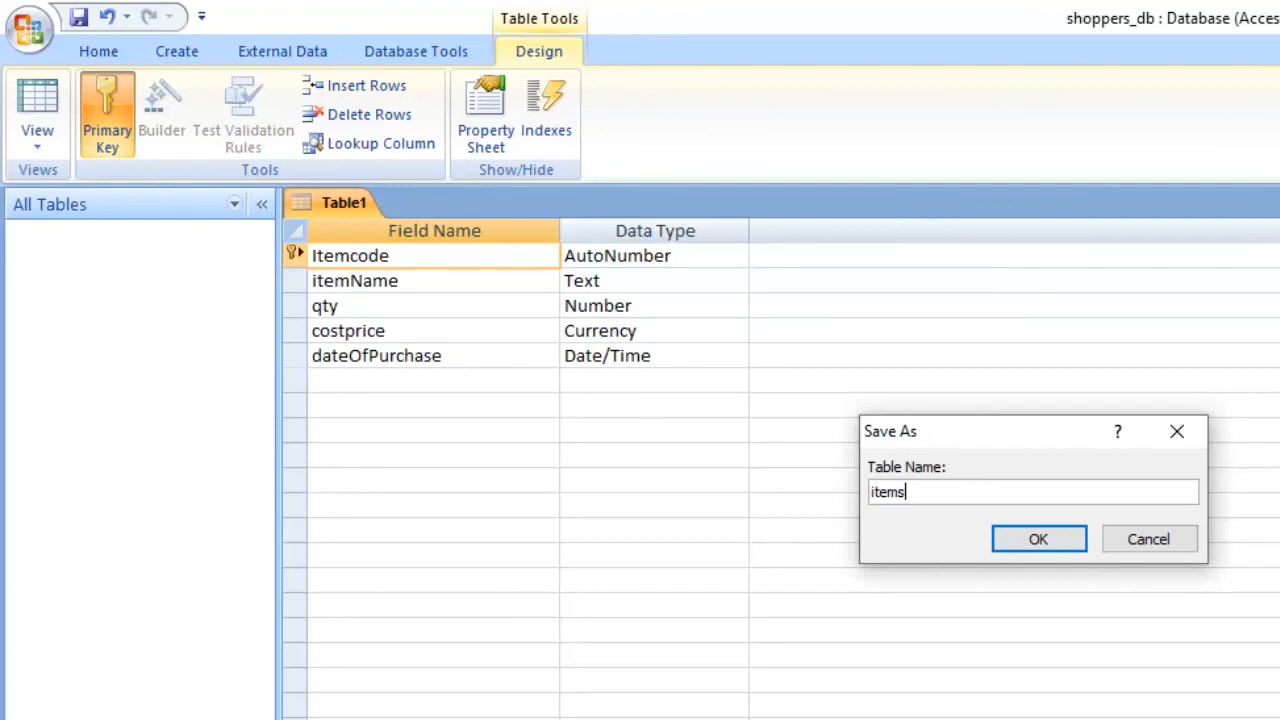 Table Tools
shoppers_db : Database (Acces
Home Create External Data Database Tools Design
View
Primary Key
Builder
Test Validation Rules
Insert Rows
Delete Rows
Lookup Column
Property Sheet
Indexes
Views Tools Show/Hide
All Tables
Table1
Field Name Data Type
Itemcode AutoNumber
itemName Text
qty Number
costprice Currency
dateOfPurchase Date/Time
Save As ?
Table Name:
items
OK Cancel